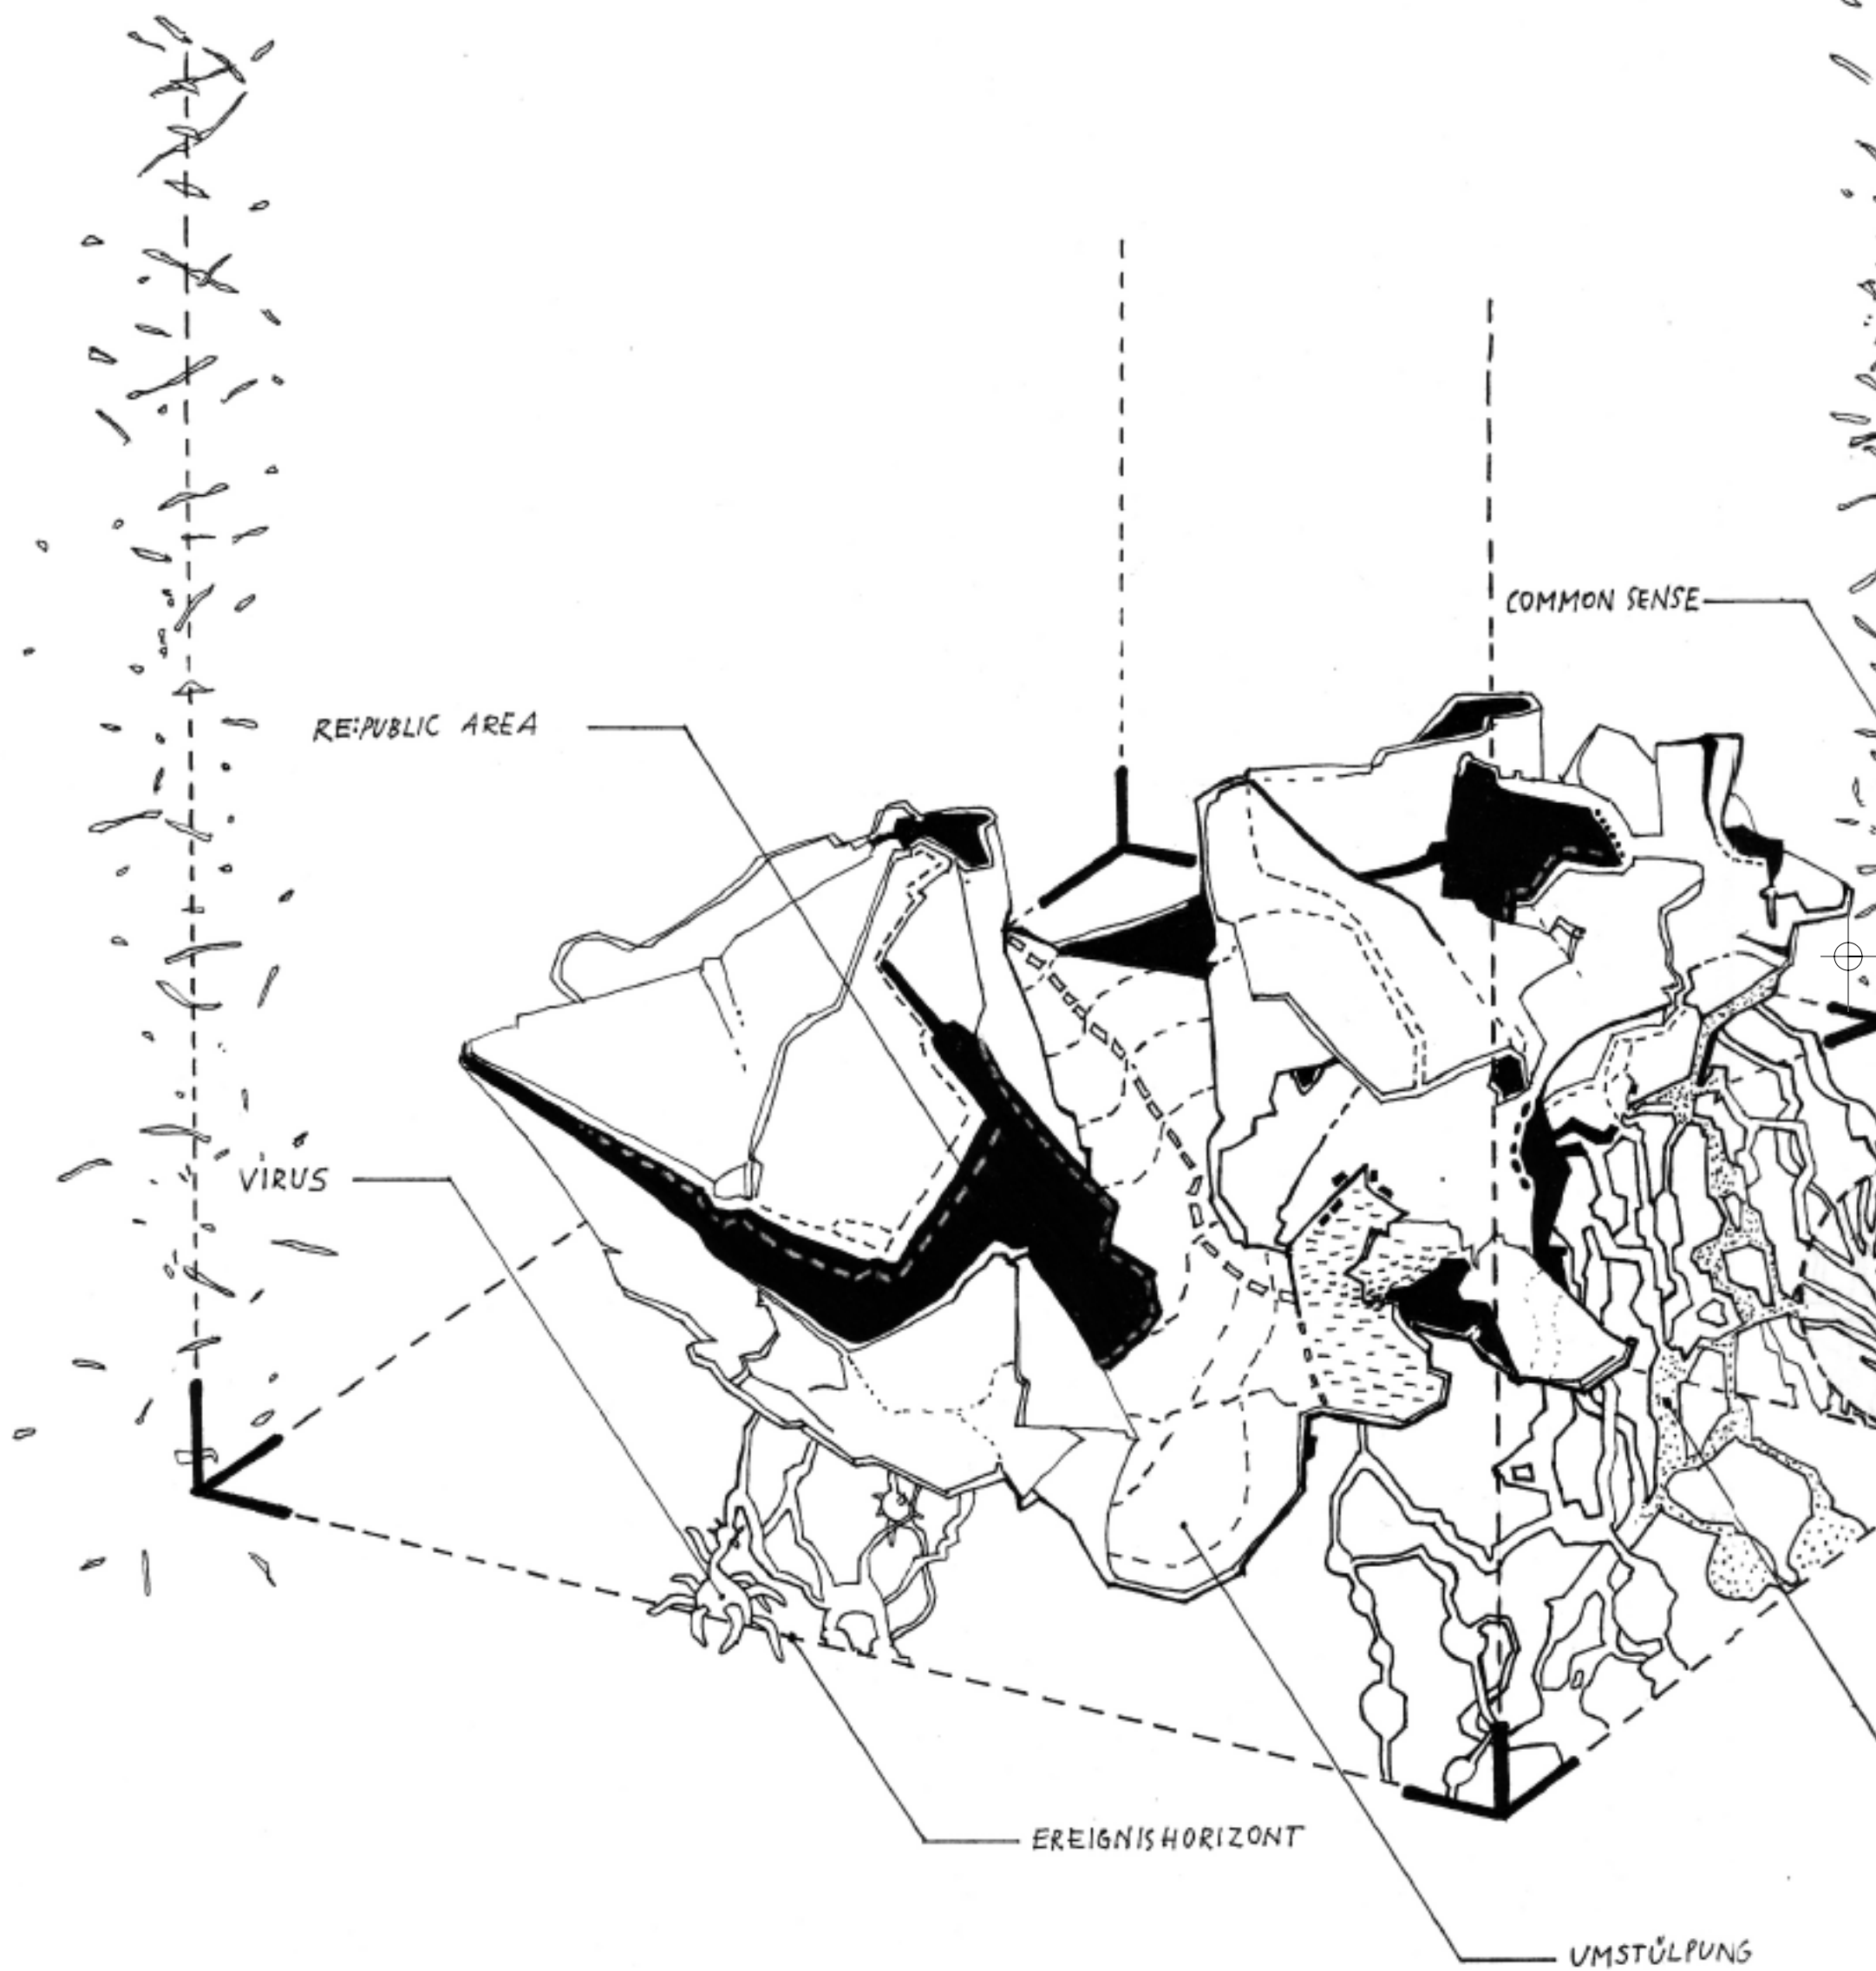 COMMON SENSE
RE:PUBLIC AREA
VIRUS
EREIGNISHORIZONT
UMSTÜLPUNG